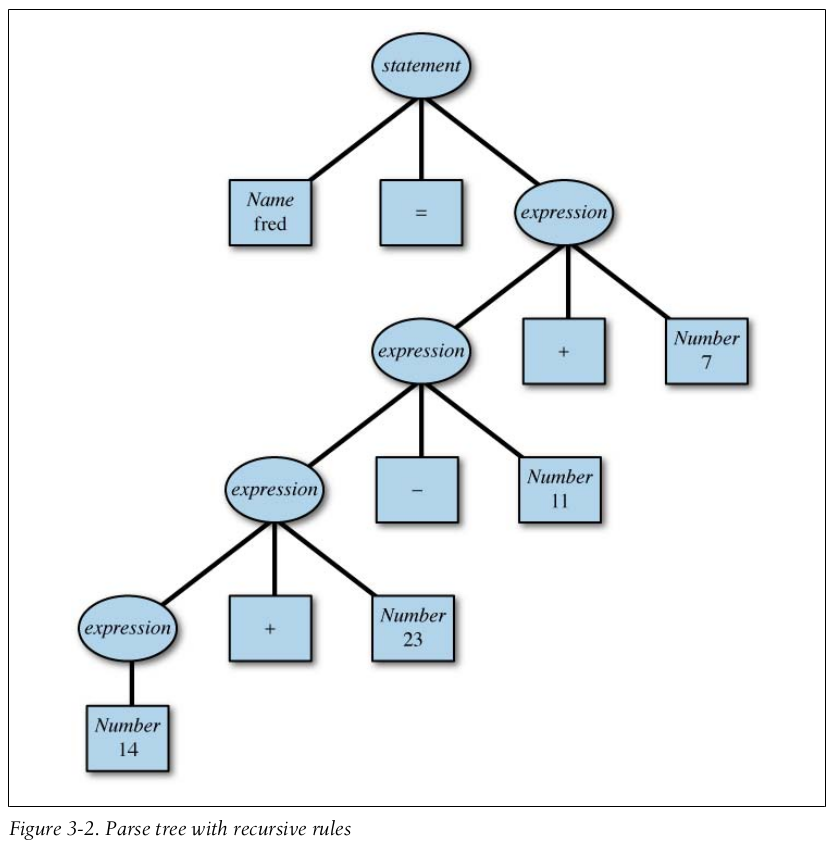 statement
Name
fred
=
expression
expression
+
Number
7
expression
−
Number
11
expression
+
Number
23
Number
14
Figure 3-2. Parse tree with recursive rules